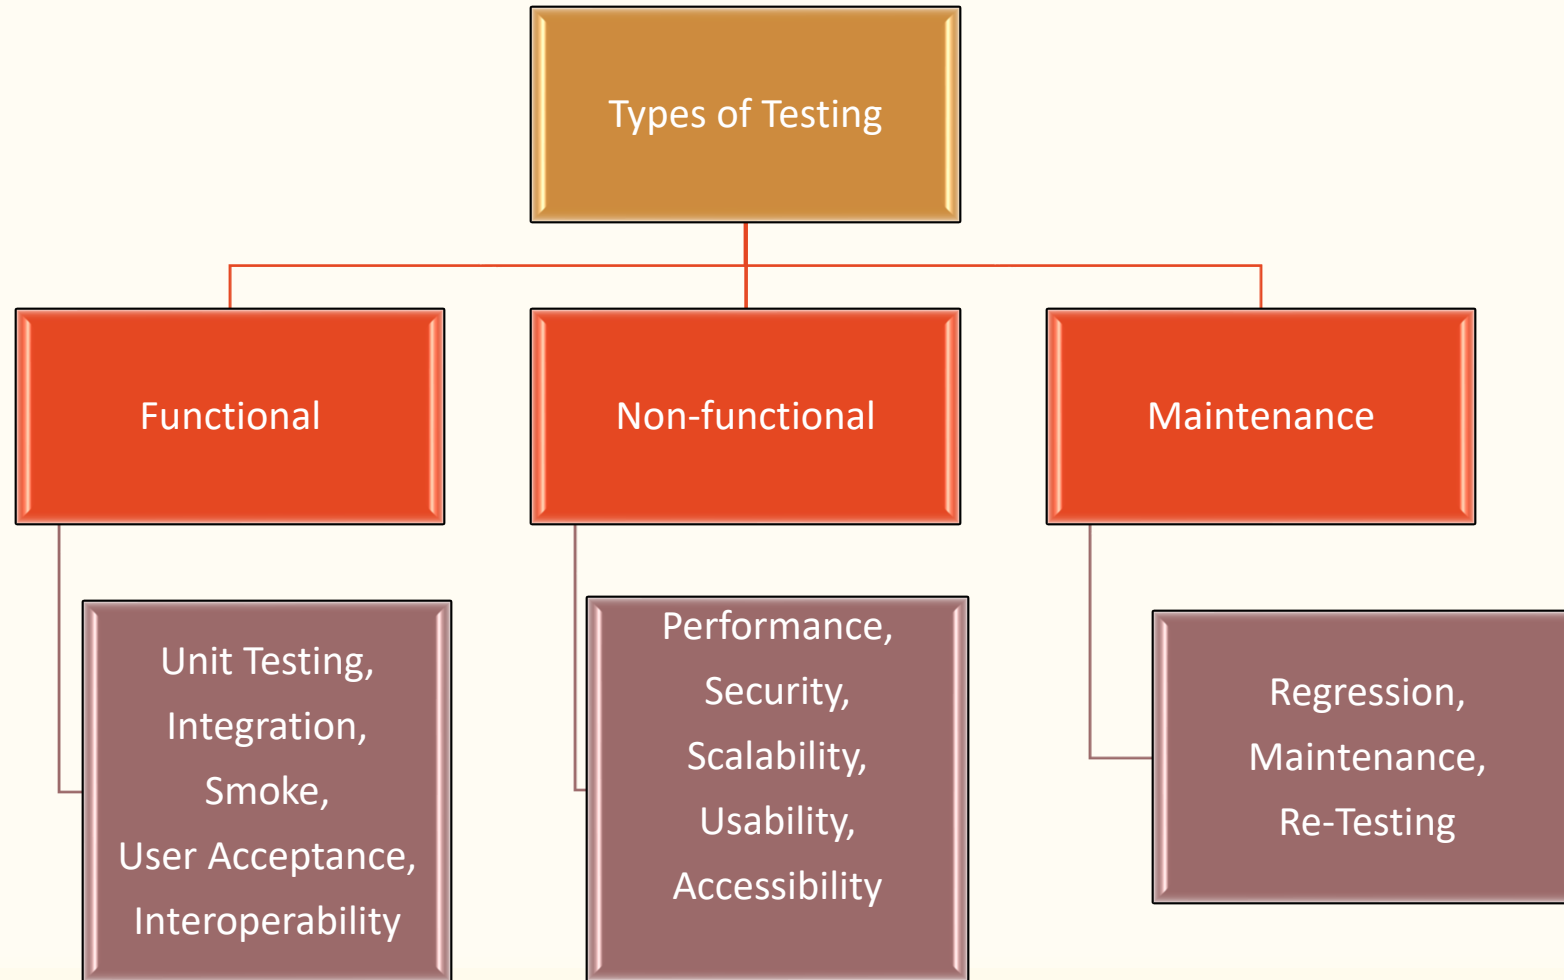 Types of Testing
Functional
Non-functional
Maintenance
Unit Testing,
Integration,
Smoke,
User Acceptance,
Interoperability
Performance,
Security,
Scalability,
Usability,
Accessibility
Regression,
Maintenance,
Re-Testing